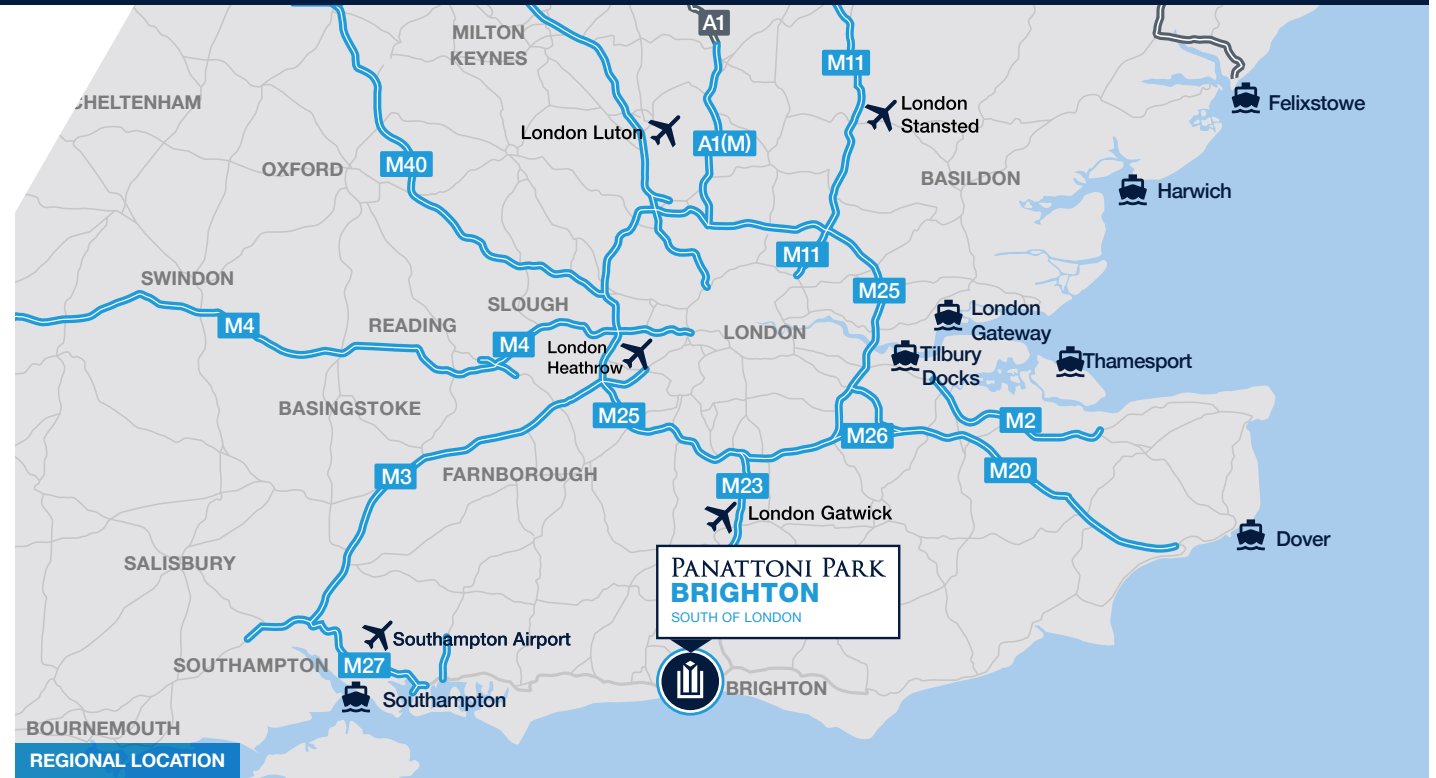 A1
MILTON
KEYNES
M11
CHELTENHAM
London
Stansted
Felixstowe
London Luton
A1(M)
M40
OXFORD
BASILDON
Harwich
M11
SWINDON
M25
SLOUGH
London
Gateway
M4
READING
M4
LONDON
London
Heathrow
Tilbury
Docks
Thamesport
BASINGSTOKE
M25
M2
M26
M3
FARNBOROUGH
M20
M23
London Gatwick
Dover
SALISBURY
PANATTONI PARK
BRIGHTON
SOUTH OF LONDON
Southampton Airport
SOUTHAMPTON
M27
BRIGHTON
Southampton
BOURNEMOUTH
REGIONAL LOCATION